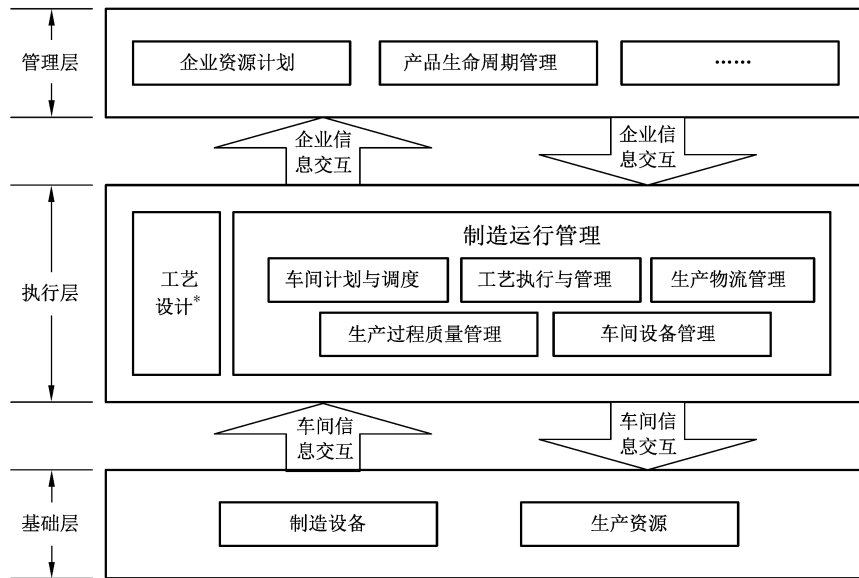 管理层
企业资源计划
产品生命周期管理
……
企业信
息交互
企业信
息交互
执行层
工艺
设计*
制造运行管理
车间计划与调度
工艺执行与管理
生产物流管理
生产过程质量管理
车间设备管理
车间信
息交互
车间信
息交互
基础层
制造设备
生产资源